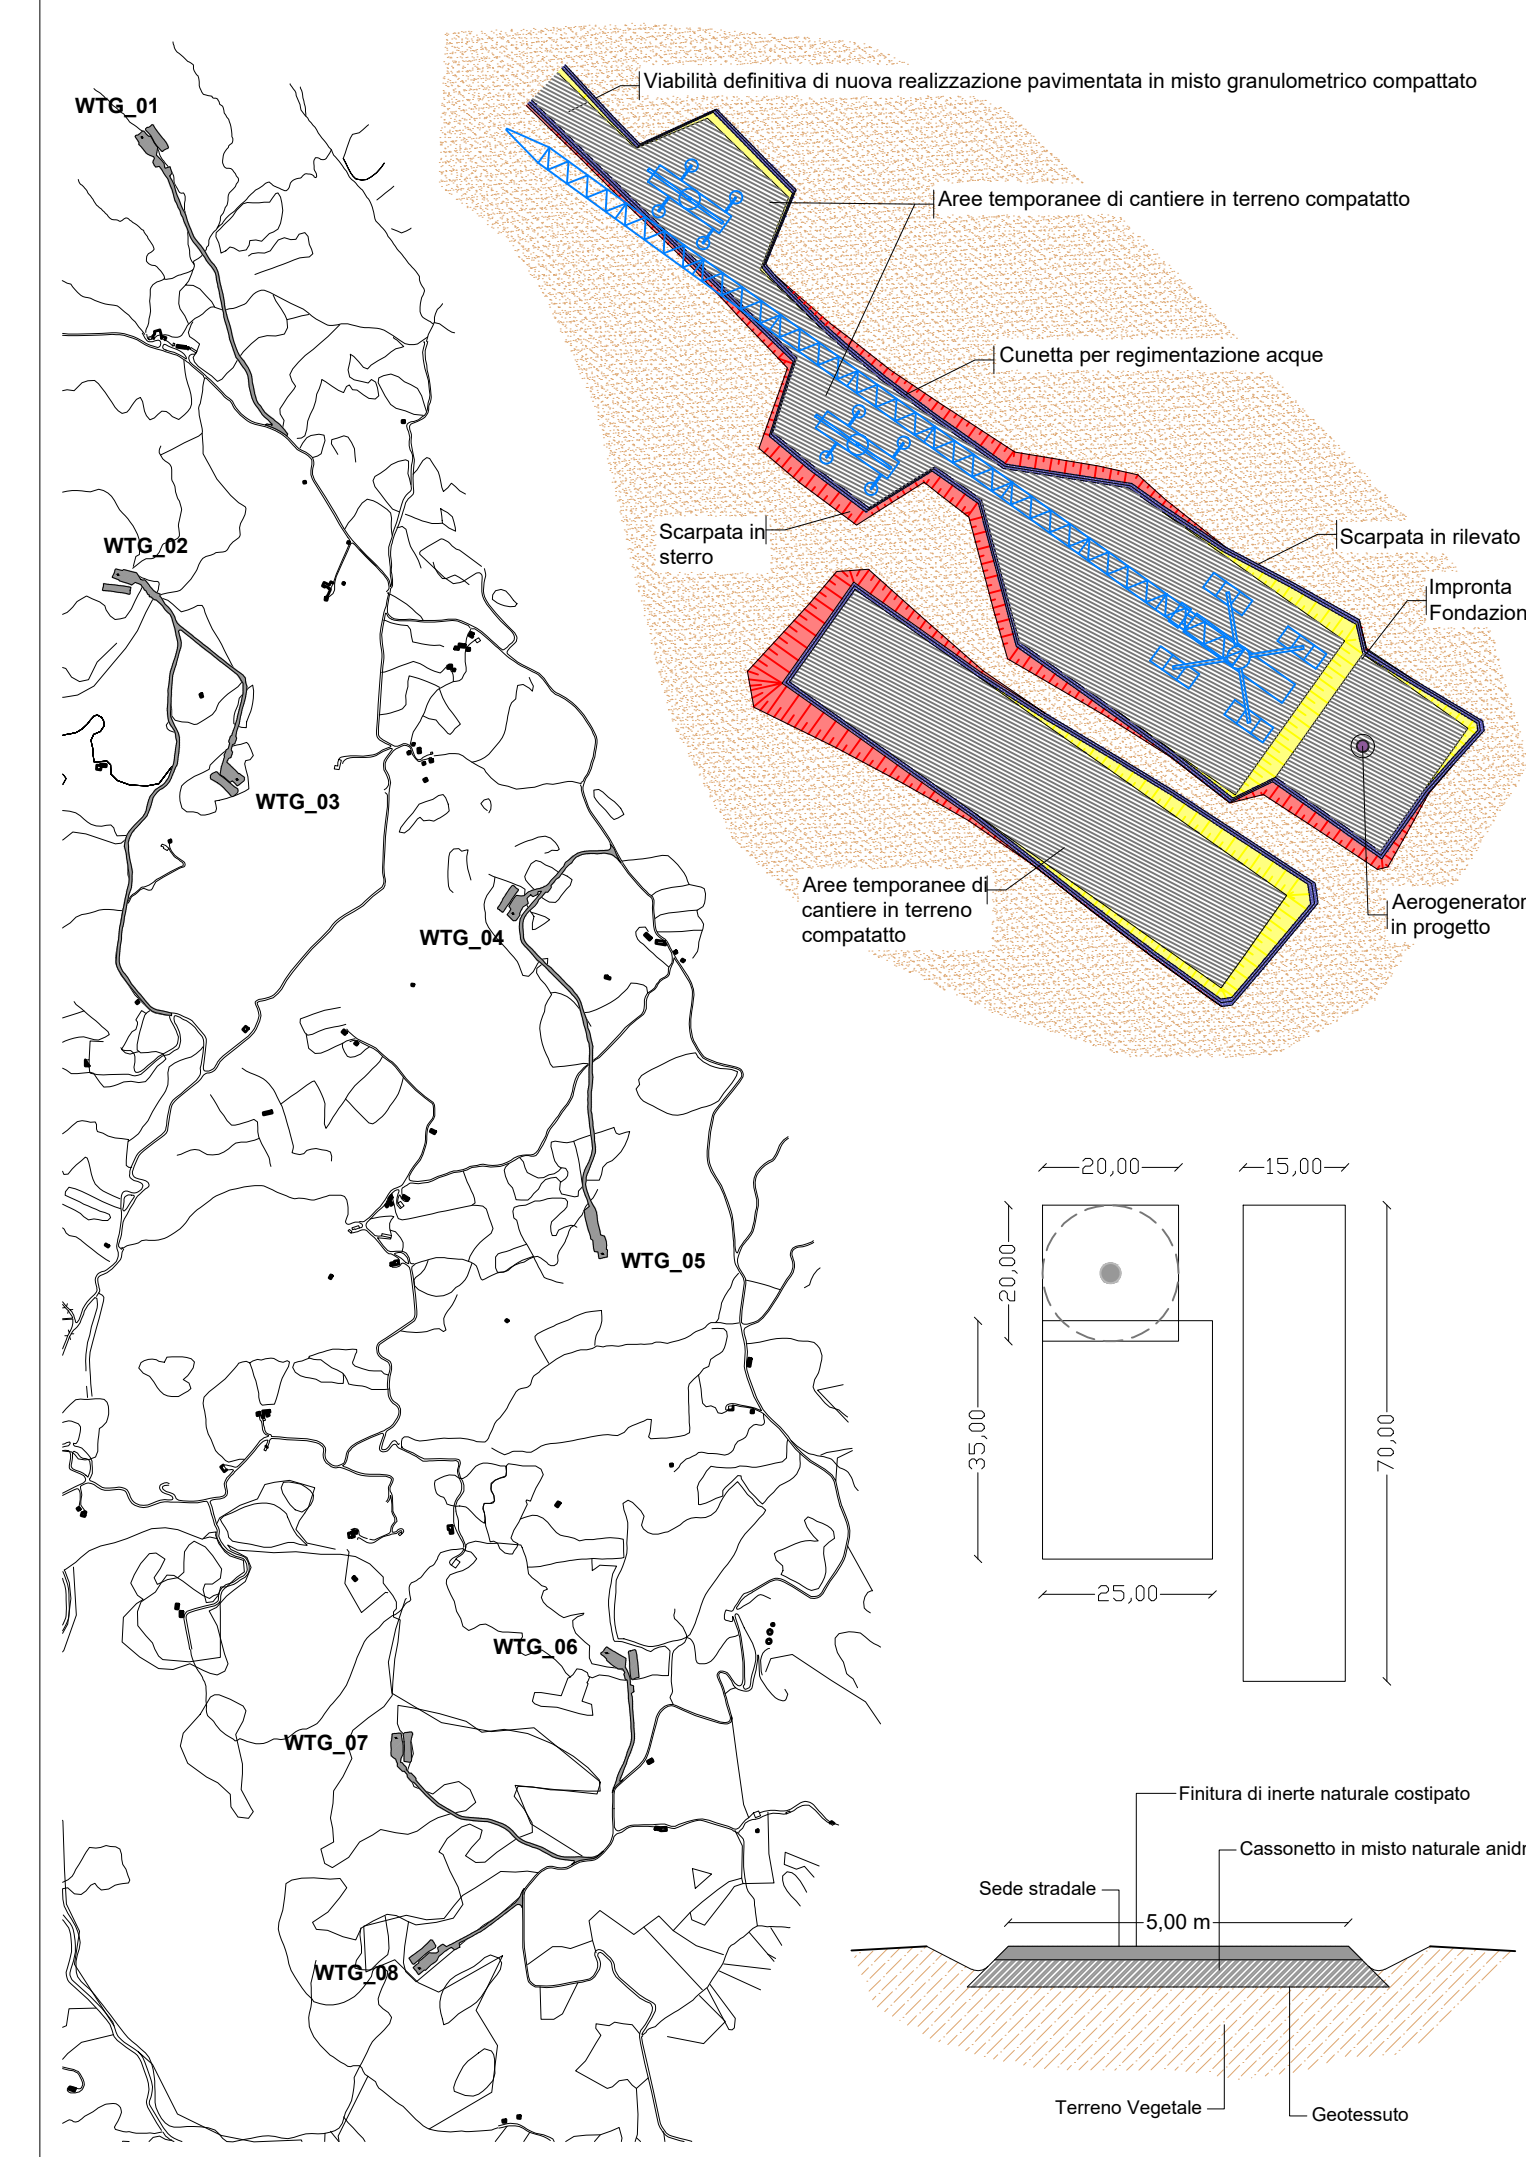 WTG_01
Viabilità definitiva di nuova realizzazione pavimentata in misto granulometrico compattato
Aree temporanee di cantiere in terreno compatatto
Cunetta per regimentazione acque
Scarpata in
sterro
Scarpata in rilevato
Impronta
Fondazion
WTG_02
WTG_03
Aree temporanee di
cantiere in terreno
compatatto
Aerogenerator
in progetto
WTG_04
20,00
15,00
20,00
WTG_05
35,00
70,00
25,00
WTG_06
WTG_07
Finitura di inerte naturale costipato
Cassonetto in misto naturale anidr
Sede stradale
5,00 m
WTG_08
Terreno Vegetale
Geotessuto